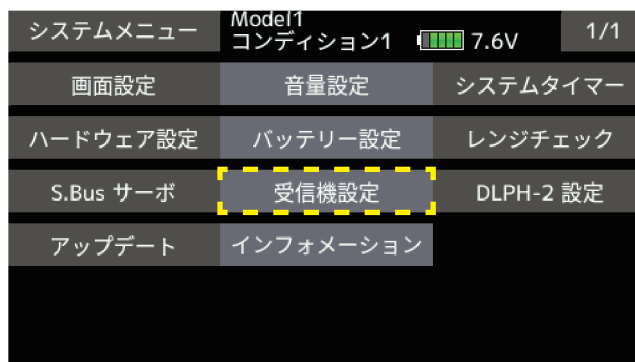 システムメニュー
Model1
コンディション1
7.6V
1/1
画面設定
音量設定
システムタイマー
ハードウェア設定
バッテリー設定
レンジチェック
S.Bus サーボ
受信機設定
DLPH-2 設定
アップデート
インフォメーション